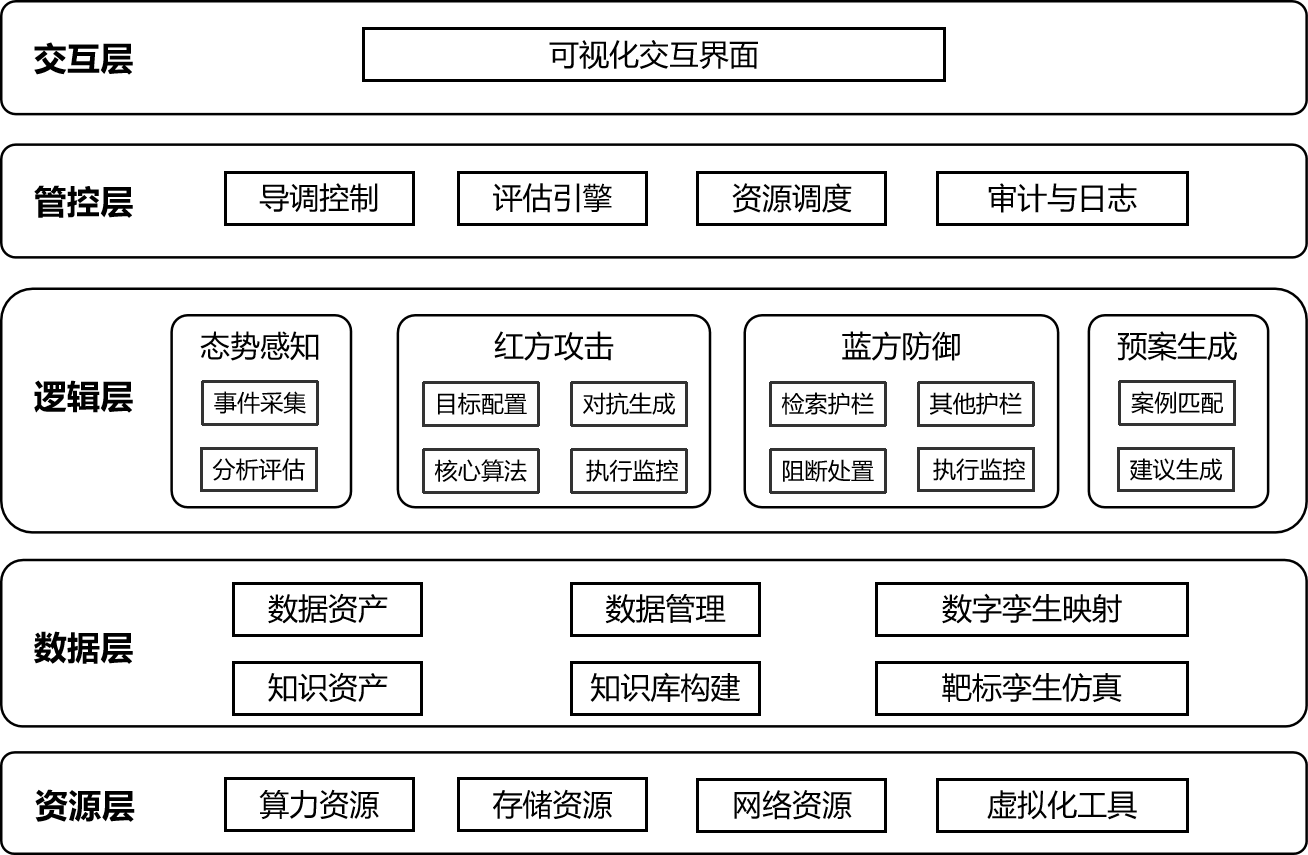 交互层
可视化交互界面
管控层
导调控制
评估引擎
资源调度
审计与日志
逻辑层
态势感知
事件采集
分析评估
红方攻击
目标配置
对抗生成
核心算法
执行监控
蓝方防御
检索护栏
其他护栏
阻断处置
执行监控
预案生成
案例匹配
建议生成
数据层
数据资产
数据管理
数字孪生映射
知识资产
知识库构建
靶标孪生仿真
资源层
算力资源
存储资源
网络资源
虚拟化工具